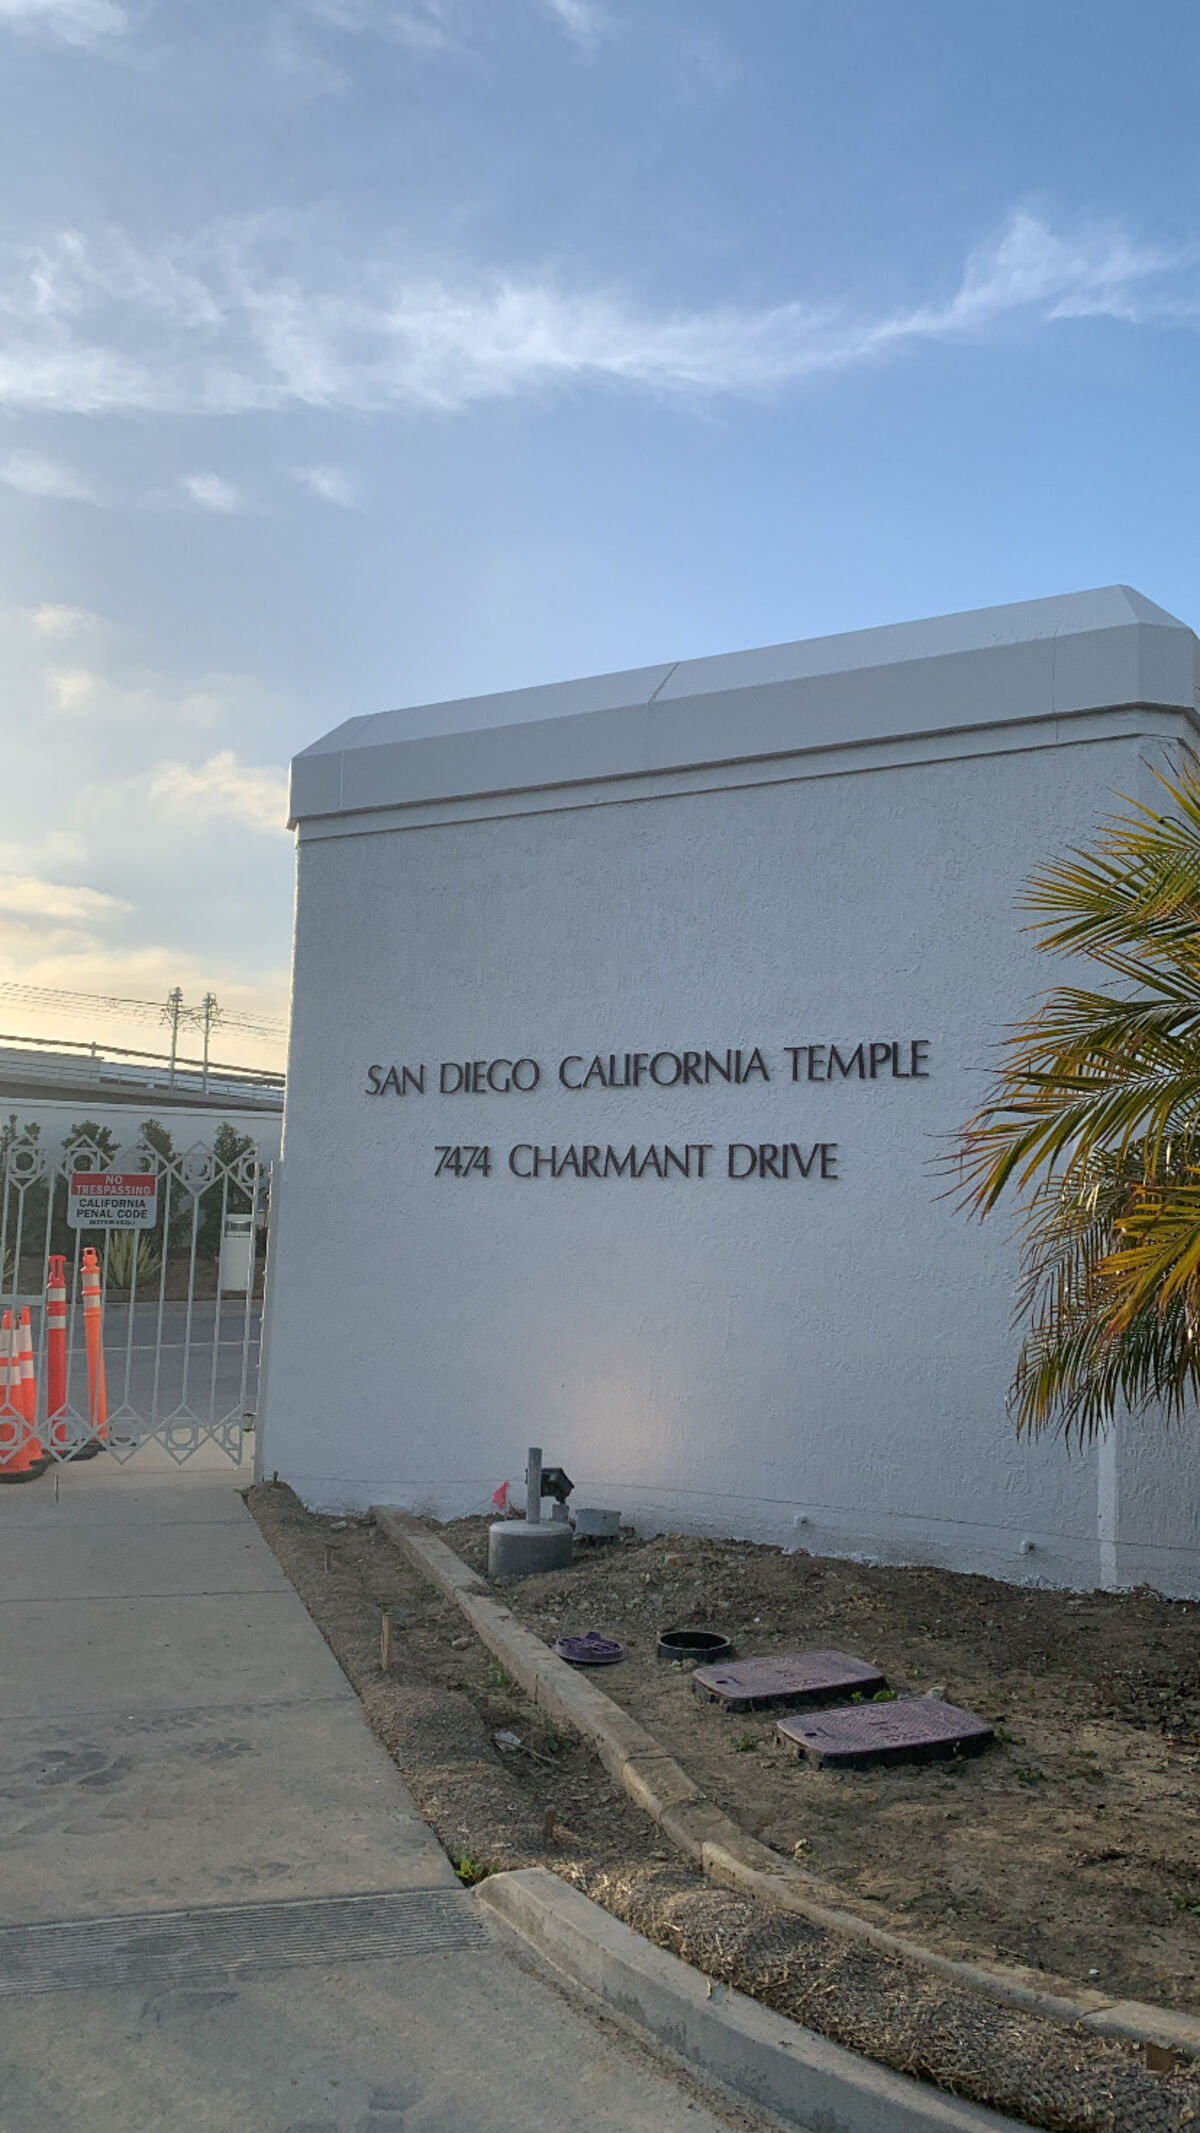 SAN DIEGO CALIFORNIA TEMPLE
7474 CHARMANT DRIVE
NO
TRESPASSING
CALIFORNIA
PENAL CODE